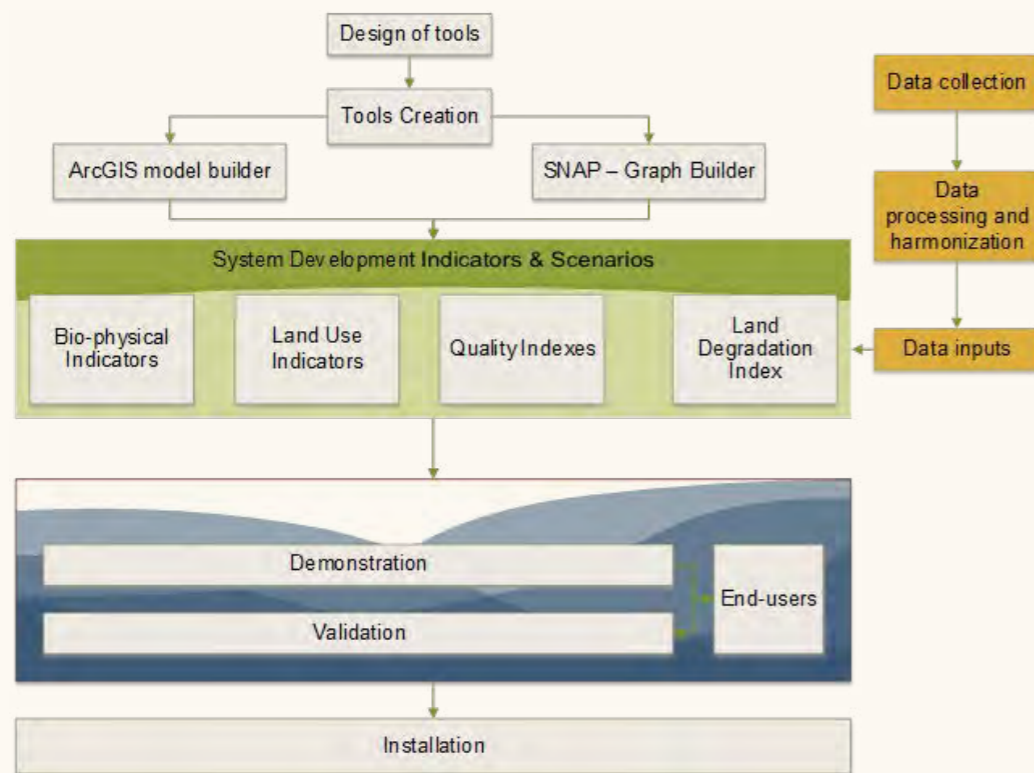 Design of tools
Tools Creation
ArcGIS model builder
SNAP – Graph Builder
Data collection
Data
processing and
harmonization
Data inputs
System Development Indicators & Scenarios
Bio-physical
Indicators
Land Use
Indicators
Quality Indexes
Land
Degradation
Index
Demonstration
Validation
End-users
Installation